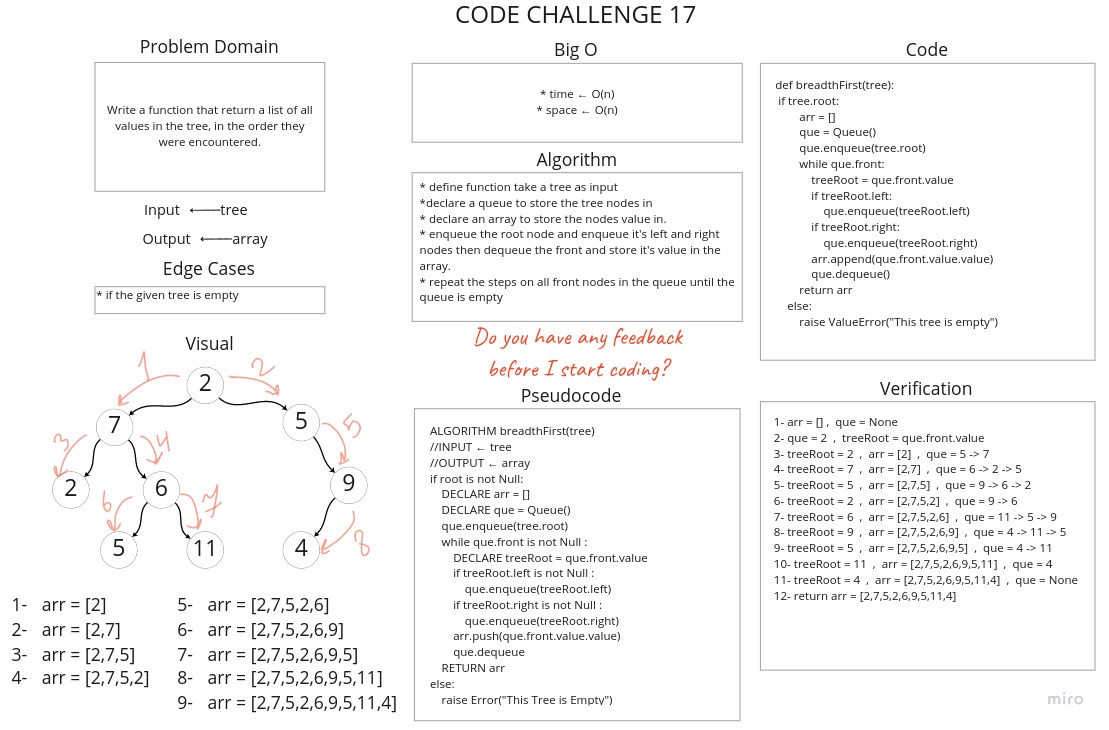 CODE CHALLENGE 17
Problem Domain
Write a function that return a list of all
values in the tree, in the order they
were encountered.
Input ←──tree
Output ←──array
Edge Cases
* if the given tree is empty
Visual
1
2
2
7
5
3
4
5
2
6
9
6
7
8
5
11
4
1- arr = [2]
2- arr = [2,7]
3- arr = [2,7,5]
4- arr = [2,7,5,2]
5- arr = [2,7,5,2,6]
6- arr = [2,7,5,2,6,9]
7- arr = [2,7,5,2,6,9,5]
8- arr = [2,7,5,2,6,9,5,11]
9- arr = [2,7,5,2,6,9,5,11,4]
Big O
* time ← O(n)
* space ← O(n)
Algorithm
* define function take a tree as input
*declare a queue to store the tree nodes in
* declare an array to store the nodes value in.
* enqueue the root node and enqueue it's left and right
nodes then dequeue the front and store it's value in the
array.
* repeat the steps on all front nodes in the queue until the
queue is empty
Do you have any feedback
before I start coding?
Pseudocode
ALGORITHM breadthFirst(tree)
//INPUT ← tree
//OUTPUT ← array
if root is not Null:
DECLARE arr = []
DECLARE que = Queue()
que.enqueue(tree.root)
while que.front is not Null :
DECLARE treeRoot = que.front.value
if treeRoot.left is not Null :
que.enqueue(treeRoot.left)
if treeRoot.right is not Null :
que.enqueue(treeRoot.right)
arr.push(que.front.value.value)
que.dequeue
RETURN arr
else:
raise Error("This Tree is Empty")
Code
def breadthFirst(tree):
if tree.root:
arr = []
que = Queue()
que.enqueue(tree.root)
while que.front:
treeRoot = que.front.value
if treeRoot.left:
que.enqueue(treeRoot.left)
if treeRoot.right:
que.enqueue(treeRoot.right)
arr.append(que.front.value.value)
que.dequeue()
return arr
else:
raise ValueError("This tree is empty")
Verification
1- arr = [] , que = None
2- que = 2 , treeRoot = que.front.value
3- treeRoot = 2 , arr = [2] , que = 5 -> 7
4- treeRoot = 7 , arr = [2,7] , que = 6 -> 2 -> 5
5- treeRoot = 5 , arr = [2,7,5] , que = 9 -> 6 -> 2
6- treeRoot = 2 , arr = [2,7,5,2] , que = 9 -> 6
7- treeRoot = 6 , arr = [2,7,5,2,6] , que = 11 -> 5 -> 9
8- treeRoot = 9 , arr = [2,7,5,2,6,9] , que = 4 -> 11 -> 5
9- treeRoot = 5 , arr = [2,7,5,2,6,9,5] , que = 4 -> 11
10- treeRoot = 11 , arr = [2,7,5,2,6,9,5,11] , que = 4
11- treeRoot = 4 , arr = [2,7,5,2,6,9,5,11,4] , que = None
12- return arr = [2,7,5,2,6,9,5,11,4]
miro